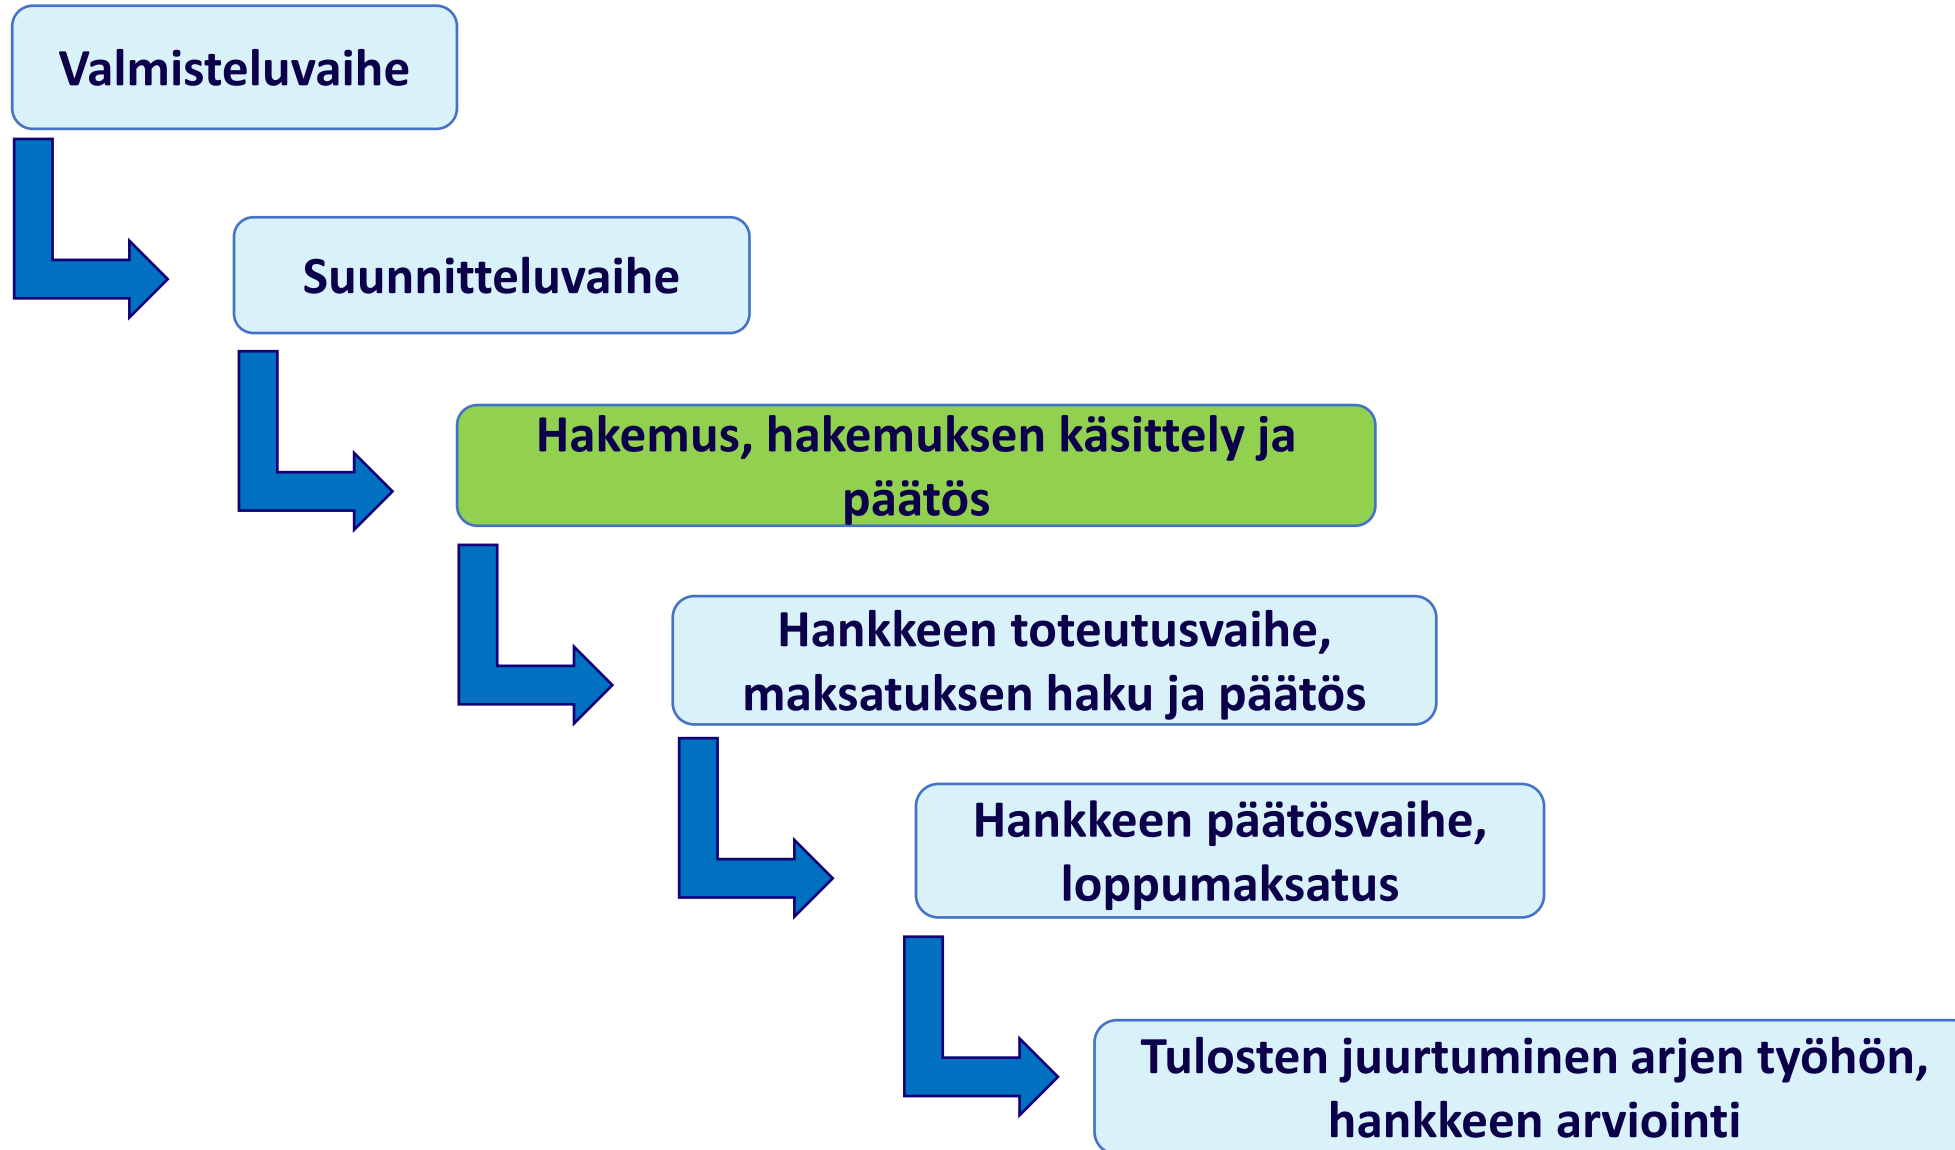 Valmisteluvaihe
Suunnitteluvaihe
Hakemus, hakemuksen käsittely ja
päätös
Hankkeen toteutusvaihe,
maksatuksen haku ja päätös
Hankkeen päätösvaihe,
loppumaksatus
Tulosten juurtuminen arjen työhön,
hankkeen arviointi